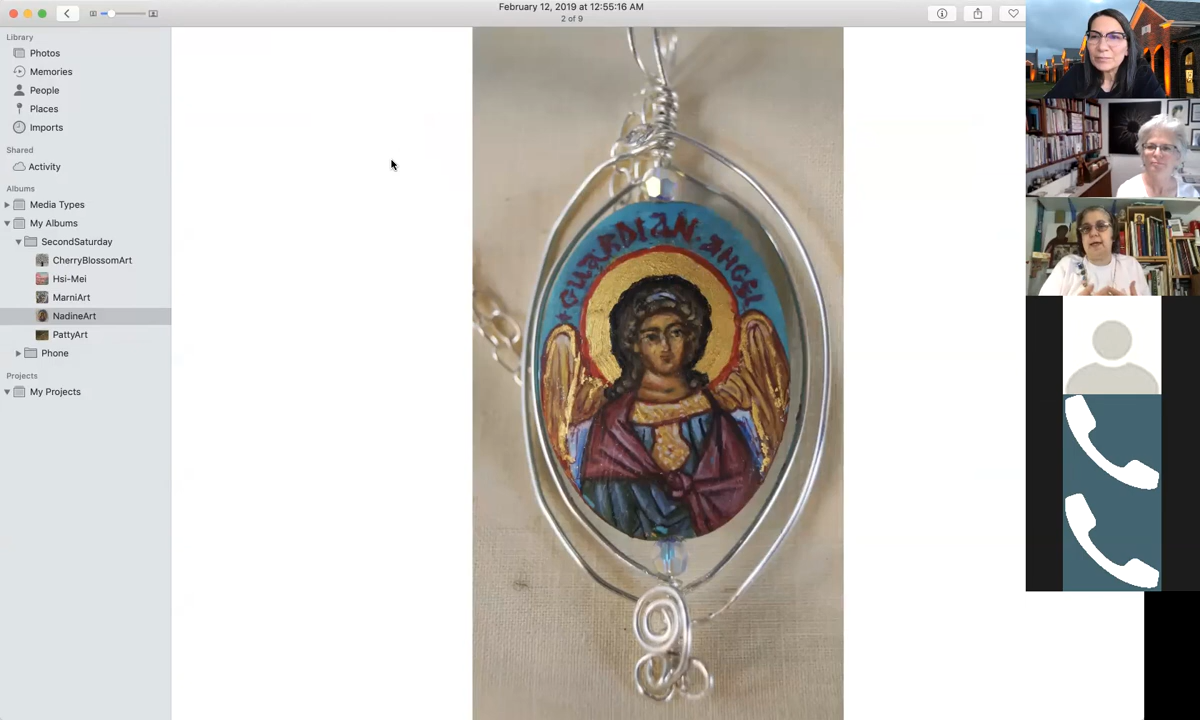 February 12, 2019 at 12:55:16 AM
2 of 9
Library
Photos
Memories
People
Places
Imports
Shared
Activity
Albums
Media Types
My Albums
SecondSaturday
CherryBlossomArt
Hsi-Mei
MarniArt
NadineArt
PattyArt
Phone
Projects
My Projects
GUARDIAN·ANGEL